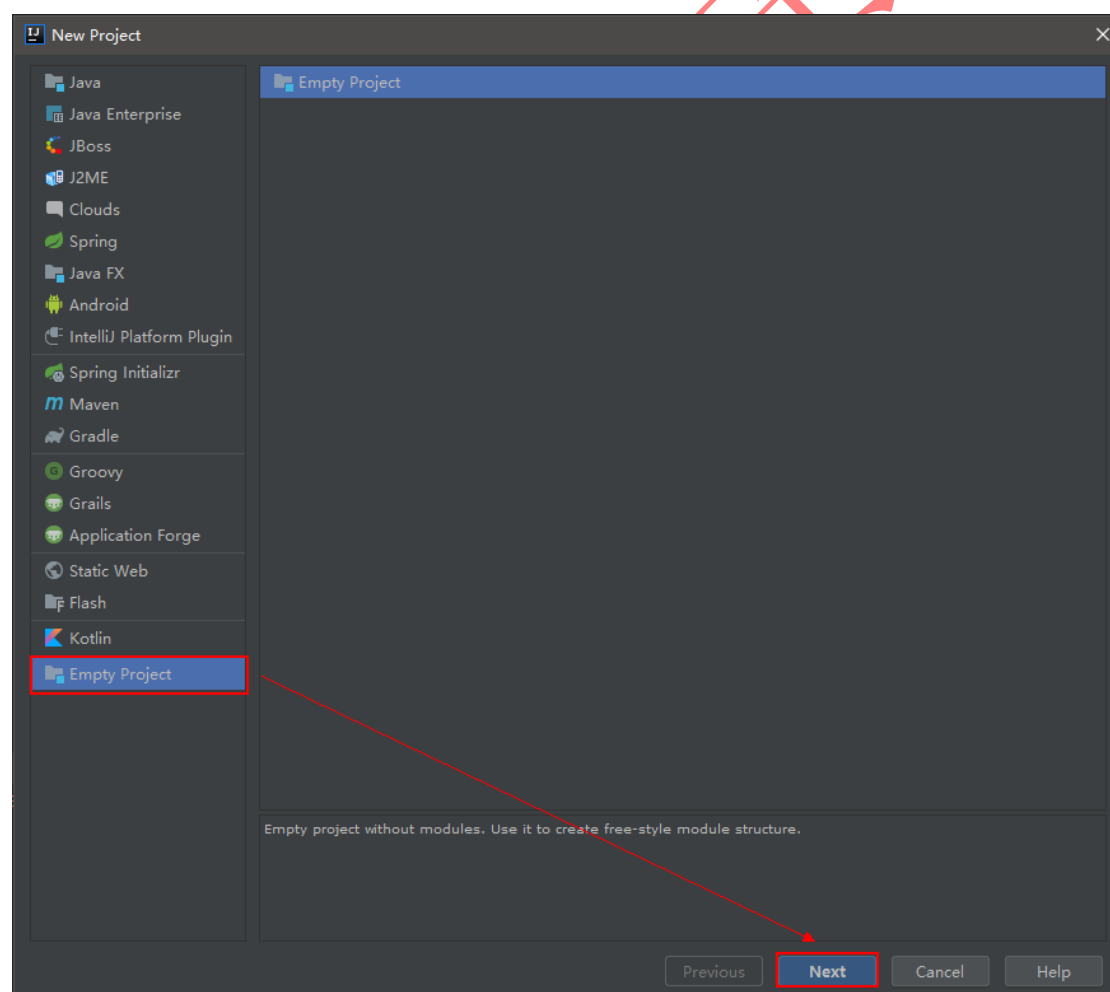 New Project
Java
Java Enterprise
JBoss
J2ME
Clouds
Spring
Java FX
Android
IntelliJ Platform Plugin
Spring Initializr
Maven
Gradle
Groovy
Grails
Application Forge
Static Web
Flash
Kotlin
Empty Project
Empty Project
Empty project without modules. Use it to create free-style module structure.
Previous Next Cancel Help